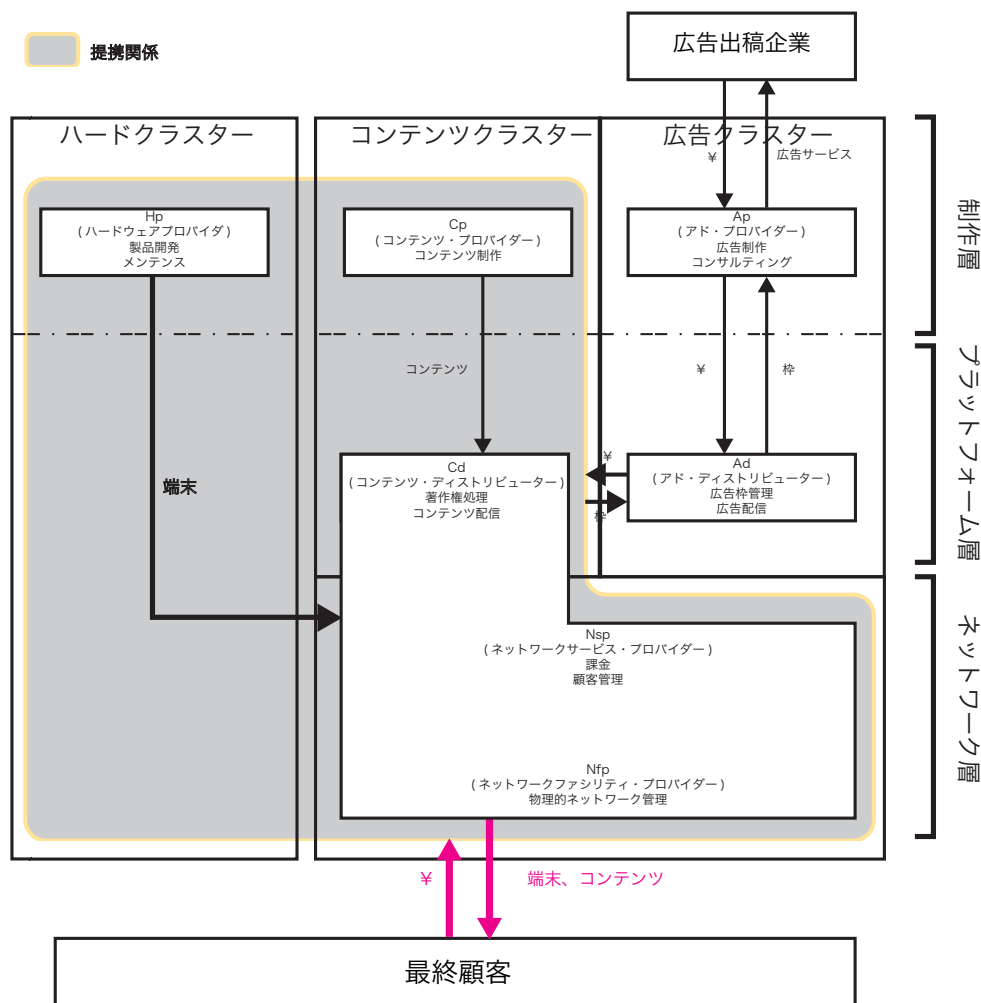 広告出稿企業
提携関係
ハードクラスター
コンテンツクラスター
広告クラスター
¥
広告サービス
制作層
Hp
(ハードウェアプロバイダ)
製品開発
メンテンス
Cp
(コンテンツ・プロバイダー)
コンテンツ制作
Ap
(アド・プロバイダー)
広告制作
コンサルティング
コンテンツ
¥
枠
プラットフォーム層
端末
Cd
(コンテンツ・ディストリビューター)
著作権処理
コンテンツ配信
¥
枠
Ad
(アド・ディストリビューター)
広告枠管理
広告配信
Nsp
(ネットワークサービス・プロバイダー)
課金
顧客管理
ネットワーク層
Nfp
(ネットワークファシリティ・プロバイダー)
物理的ネットワーク管理
¥
端末、コンテンツ
最終顧客